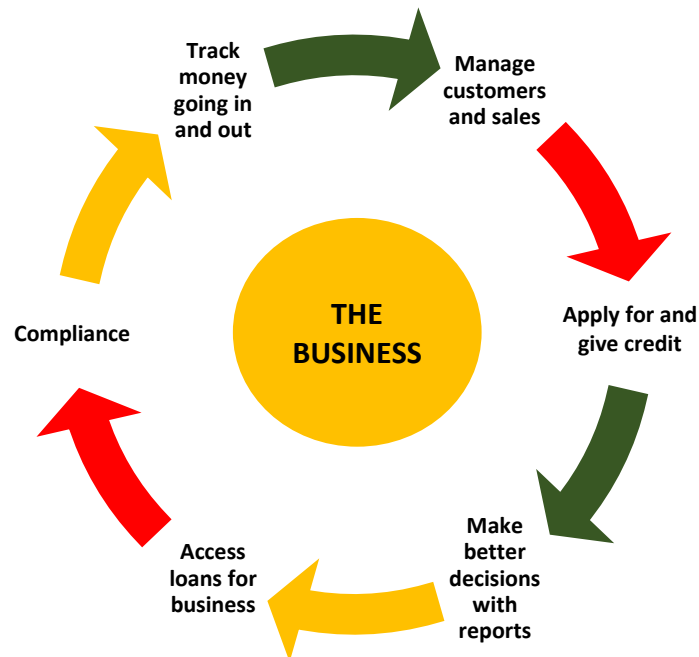 Track
money
going in
and out
Manage
customers
and sales
Apply for and
give credit
Make
better
decisions
with
reports
Access
loans for
business
Compliance
THE
BUSINESS